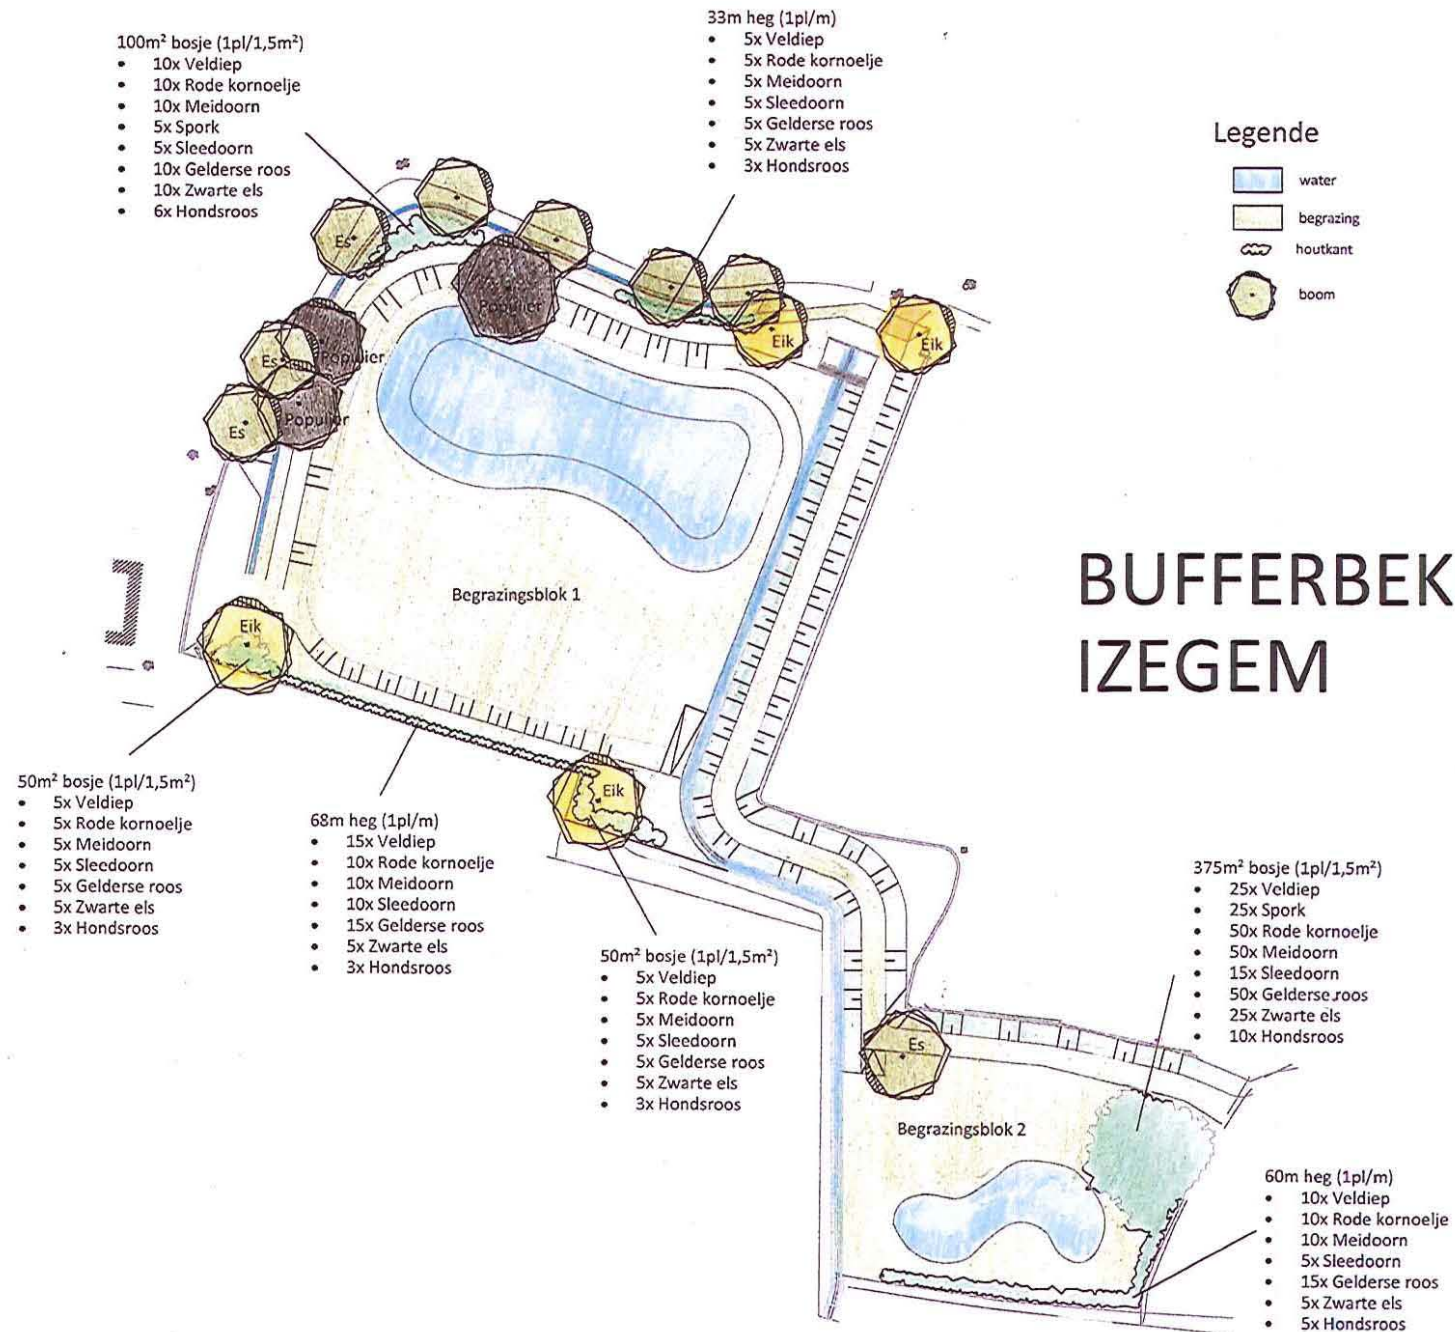 100m² bosje (1pl/1,5m²)
• 10x Veldiep
• 10x Rode kornoelje
• 10x Meidoorn
• 5x Spork
• 5x Sleedoorn
• 10x Gelderse roos
• 10x Zwarte els
• 6x Hondsroos
33m heg (1pl/m)
• 5x Veldiep
• 5x Rode kornoelje
• 5x Meidoorn
• 5x Sleedoorn
• 5x Gelderse roos
• 5x Zwarte els
• 3x Hondsroos
Legende
water
begrazing
houtkant
boom
Es
Populier
Eik
Eik
Es
Populier
Es
Populier
Begrazingsblok 1
BUFFERBEK
IZEGEM
Eik
Eik
50m² bosje (1pl/1,5m²)
• 5x Veldiep
• 5x Rode kornoelje
• 5x Meidoorn
• 5x Sleedoorn
• 5x Gelderse roos
• 5x Zwarte els
• 3x Hondsroos
68m heg (1pl/m)
• 15x Veldiep
• 10x Rode kornoelje
• 10x Meidoorn
• 10x Sleedoorn
• 15x Gelderse roos
• 5x Zwarte els
• 3x Hondsroos
50m² bosje (1pl/1,5m²)
• 5x Veldiep
• 5x Rode kornoelje
• 5x Meidoorn
• 5x Sleedoorn
• 5x Gelderse roos
• 5x Zwarte els
• 3x Hondsroos
375m² bosje (1pl/1,5m²)
• 25x Veldiep
• 25x Spork
• 50x Rode kornoelje
• 50x Meidoorn
• 15x Sleedoorn
• 50x Gelderse roos
• 25x Zwarte els
• 10x Hondsroos
Es
Begrazingsblok 2
60m heg (1pl/m)
• 10x Veldiep
• 10x Rode kornoelje
• 10x Meidoorn
• 5x Sleedoorn
• 15x Gelderse roos
• 5x Zwarte els
• 5x Hondsroos